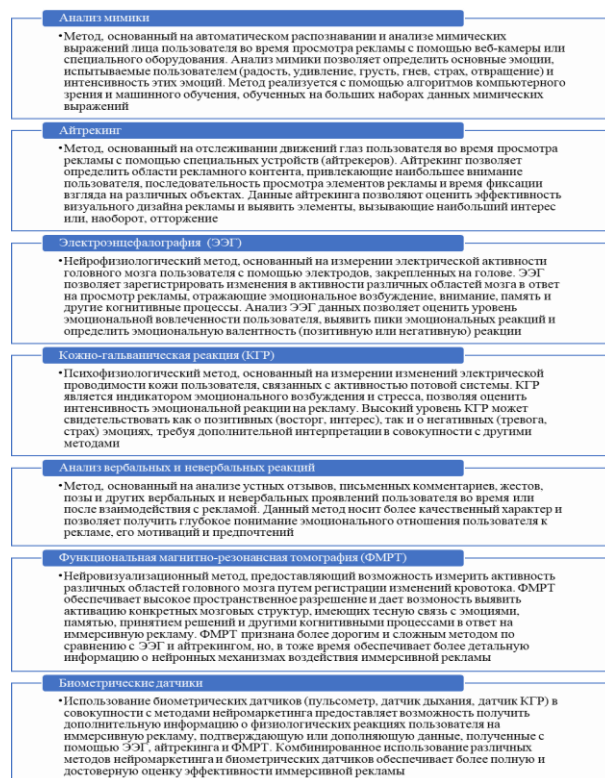 Анализ мимики
•Метод, основанный на автоматическом распознавании и анализе мимических
выражений лица пользователя во время просмотра рекламы с помощью веб-камеры или
специального оборудования. Анализ мимики позволяет определить основные эмоции,
испытываемые пользователем (радость, удивление, грусть, гнев, страх, отвращение) и
интенсивность этих эмоций. Метод реализуется с помощью алгоритмов компьютерного
зрения и машинного обучения, обученных на больших наборах данных мимических
выражений
Айтрекинг
•Метод, основанный на отслеживании движений глаз пользователя во время просмотра
рекламы с помощью специальных устройств (айтрекеров). Айтрекинг позволяет
определить области рекламного контента, привлекающие наибольшее внимание
пользователя, последовательность просмотра элементов рекламы и время фиксации
взгляда на различных объектах. Данные айтрекинга позволяют оценить эффективность
визуального дизайна рекламы и выявить элементы, вызывающие наибольший интерес
или, наоборот, отторжение
Электроэнцефалография (ЭЭГ)
•Нейрофизиологический метод, основанный на измерении электрической активности
головного мозга пользователя с помощью электродов, закрепленных на голове. ЭЭГ
позволяет зарегистрировать изменения в активности различных областей мозга в ответ
на просмотр рекламы, отражающие эмоциональное возбуждение, внимание, память и
другие когнитивные процессы. Анализ ЭЭГ данных позволяет оценить уровень
эмоциональной вовлеченности пользователя, выявить пики эмоциональных реакций и
определить эмоциональную валентность (позитивную или негативную) реакции
Кожно-гальваническая реакция (КГР)
•Психофизиологический метод, основанный на измерении изменений электрической
проводимости кожи пользователя, связанных с активностью потовой системы. КГР
является индикатором эмоционального возбуждения и стресса, позволяя оценить
интенсивность эмоциональной реакции на рекламу. Высокий уровень КГР может
свидетельствовать как о позитивных (восторг, интерес), так и о негативных (тревога,
страх) эмоциях, требуя дополнительной интерпретации в совокупности с другими
методами
Анализ вербальных и невербальных реакций
•Метод, основанный на анализе устных отзывов, письменных комментариев, жестов,
позы и других вербальных и невербальных проявлений пользователя во время или
после взаимодействия с рекламой. Данный метод носит более качественный характер и
позволяет получить глубокое понимание эмоционального отношения пользователя к
рекламе, его мотиваций и предпочтений
Функциональная магнитно-резонансная томография (ФМРТ)
•Нейровизуализационный метод, предоставляющий возможность измерить активность
различных областей головного мозга путем регистрации изменений кровотока. ФМРТ
обеспечивает высокое пространственное разрешение и дает возмоность выявить
активацию конкретных мозговых структур, имеющих тесную связь с эмоциями,
памятью, принятием решений и другими когнитивными процессами в ответ на
иммерсивную рекламу. ФМРТ признана более дорогим и сложным методом по
сравнению с ЭЭГ и айтрекингом, но, в тоже время обеспечивает более детальную
информацию о нейронных механизмах воздействия иммерсивной рекламы
Биометрические датчики
•Использование биометрических датчиков (пульсометр, датчик дыхания, датчик КГР) в
совокупности с методами нейромаркетинга предоставляет возможность получить
дополнительную информацию о физиологических реакциях пользователя на
иммерсивную рекламу, подтверждающую или дополняющую данные, полученные с
помощью ЭЭГ, айтрекинга и ФМРТ. Комбинированное использование различных
методов нейромаркетинга и биометрических датчиков обеспечивает более полную и
достоверную оценку эффективности иммерсивной рекламы